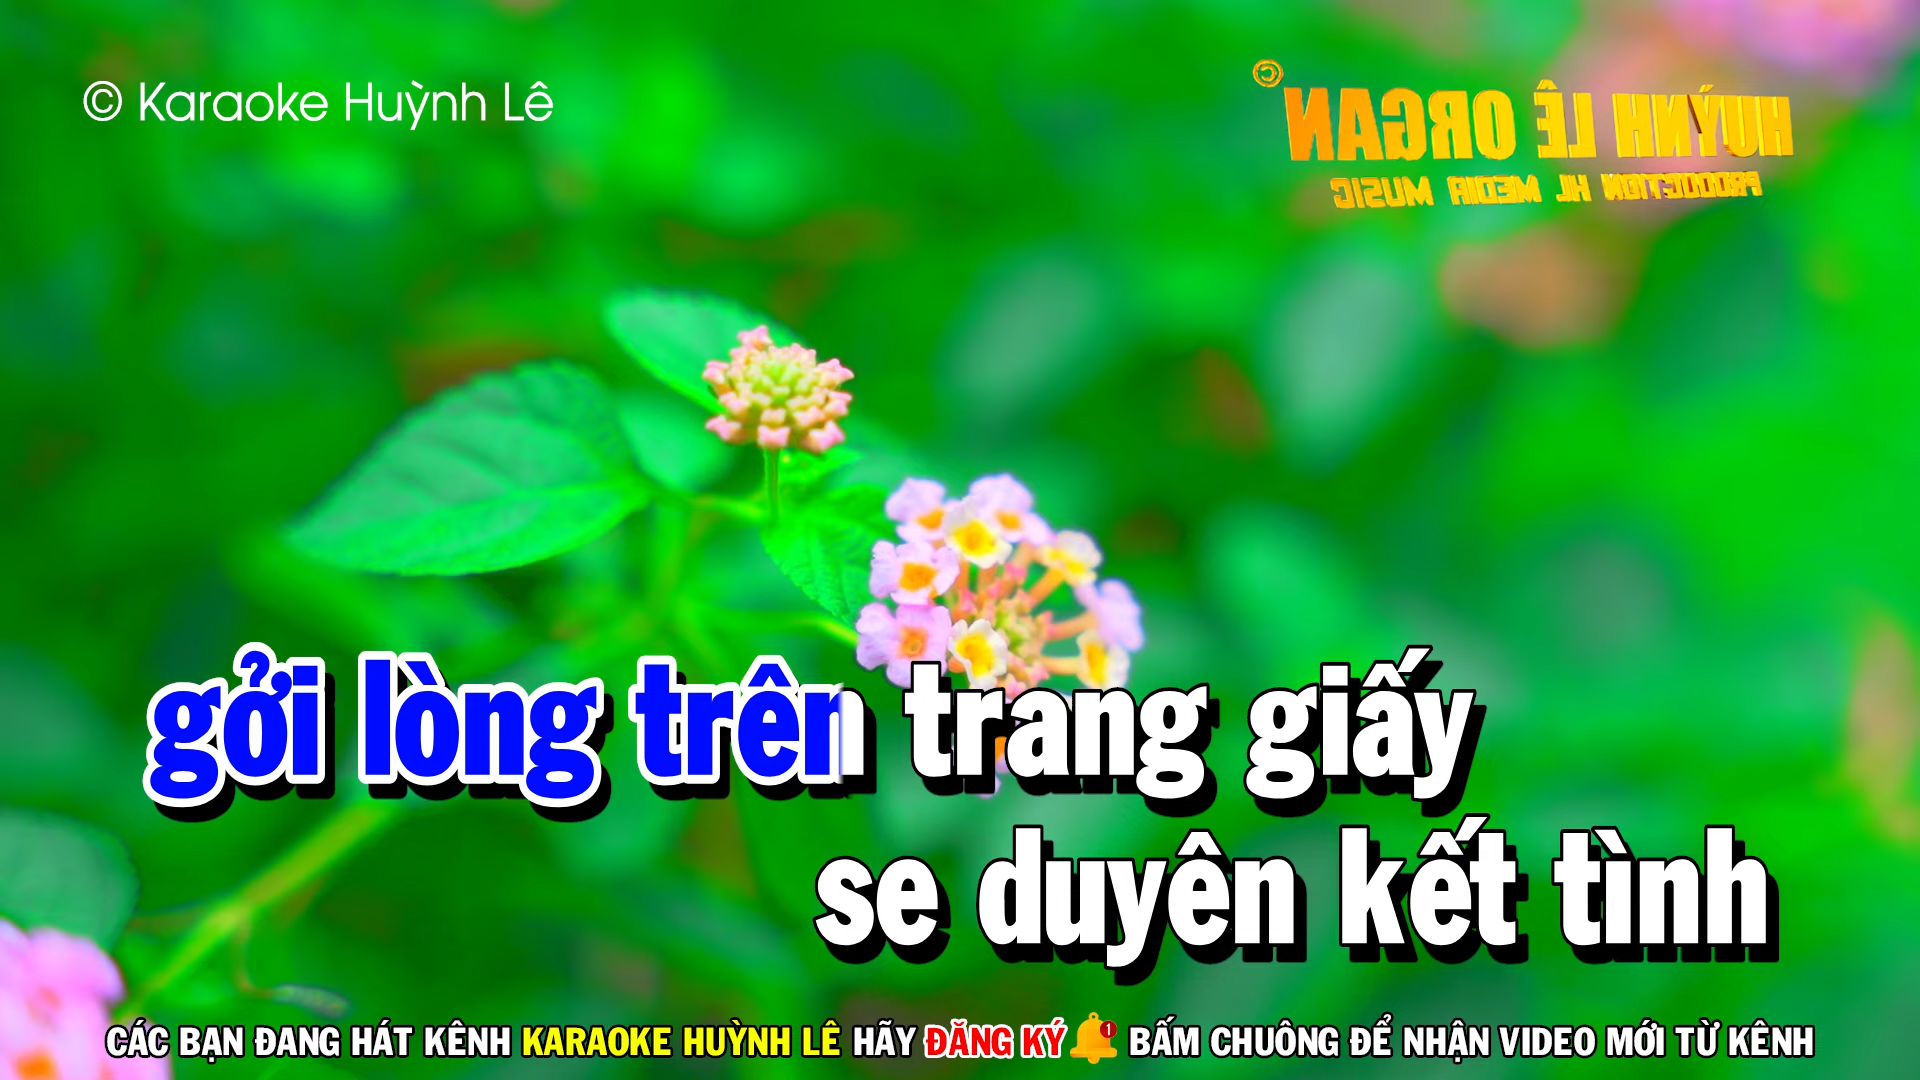 © Karaoke Huỳnh Lê
©
HUỲNH LÊ ORGAN
PRODUCTION HL MEDIA MUSIC
gởi lòng trên trang giấy
se duyên kết tình
CÁC BẠN ĐANG HÁT KÊNH KARAOKE HUỲNH LÊ HÃY ĐĂNG KÝ 1 BẤM CHUÔNG ĐỂ NHẬN VIDEO MỚI TỪ KÊNH